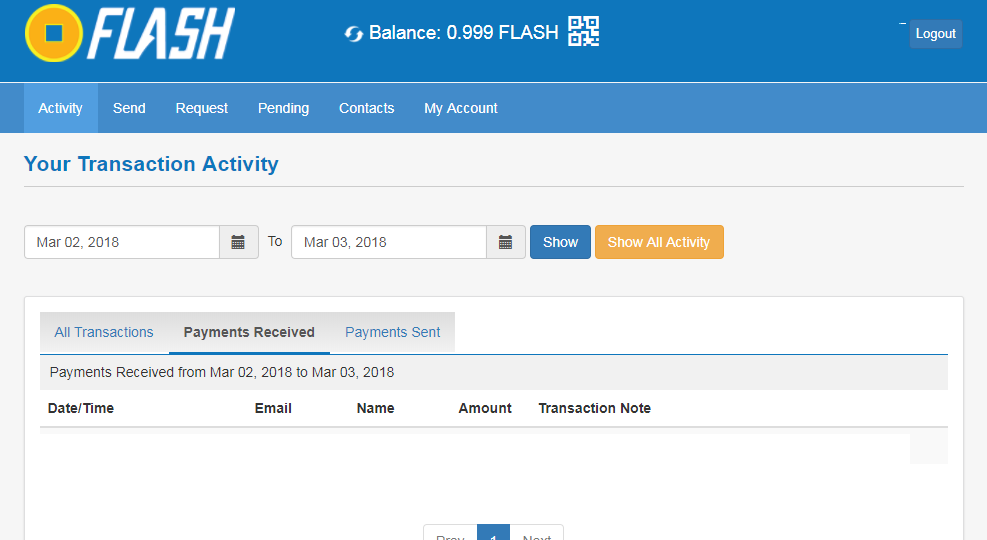 FLASH
Balance: 0.999 FLASH
Logout
Activity Send Request Pending Contacts My Account
Your Transaction Activity
Mar 02, 2018 To Mar 03, 2018 Show Show All Activity
All Transactions Payments Received Payments Sent
Payments Received from Mar 02, 2018 to Mar 03, 2018
Date/Time Email Name Amount Transaction Note
Prev 1 Next